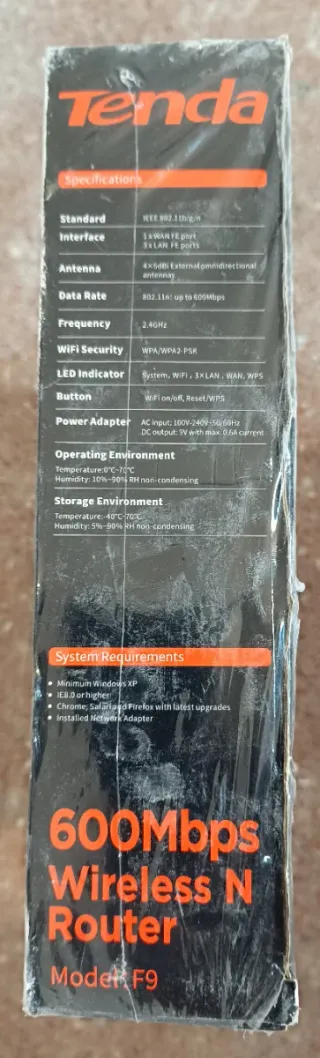 Tenda
Specifications
Standard IEEE 802.11b/g/n
Interface 1 x WAN FE port
3 x LAN FE ports
Antenna 4×5dBi External omnidirectional
antennas
Data Rate 802.11n: up to 600Mbps
Frequency 2.4GHz
WiFi Security WPA/WPA2-PSK
LED Indicator System, WiFi , 3×LAN , WAN, WPS
Button WiFi on/off, Reset/WPS
Power Adapter AC input: 100V-240V~50/60Hz
DC output: 9V with max. 0.6A current
Operating Environment
Humidity: 10%~90% RH non-condensing
Storage Environment
Temperature: -40℃~70℃
Humidity: 5%~90% RH non-condensing
System Requirements
• Minimum Windows XP
• IE8.0 or higher
• Chrome, Safari and Firefox with latest upgrades
• Installed Network Adapter
600Mbps
Wireless N
Router
Model: F9